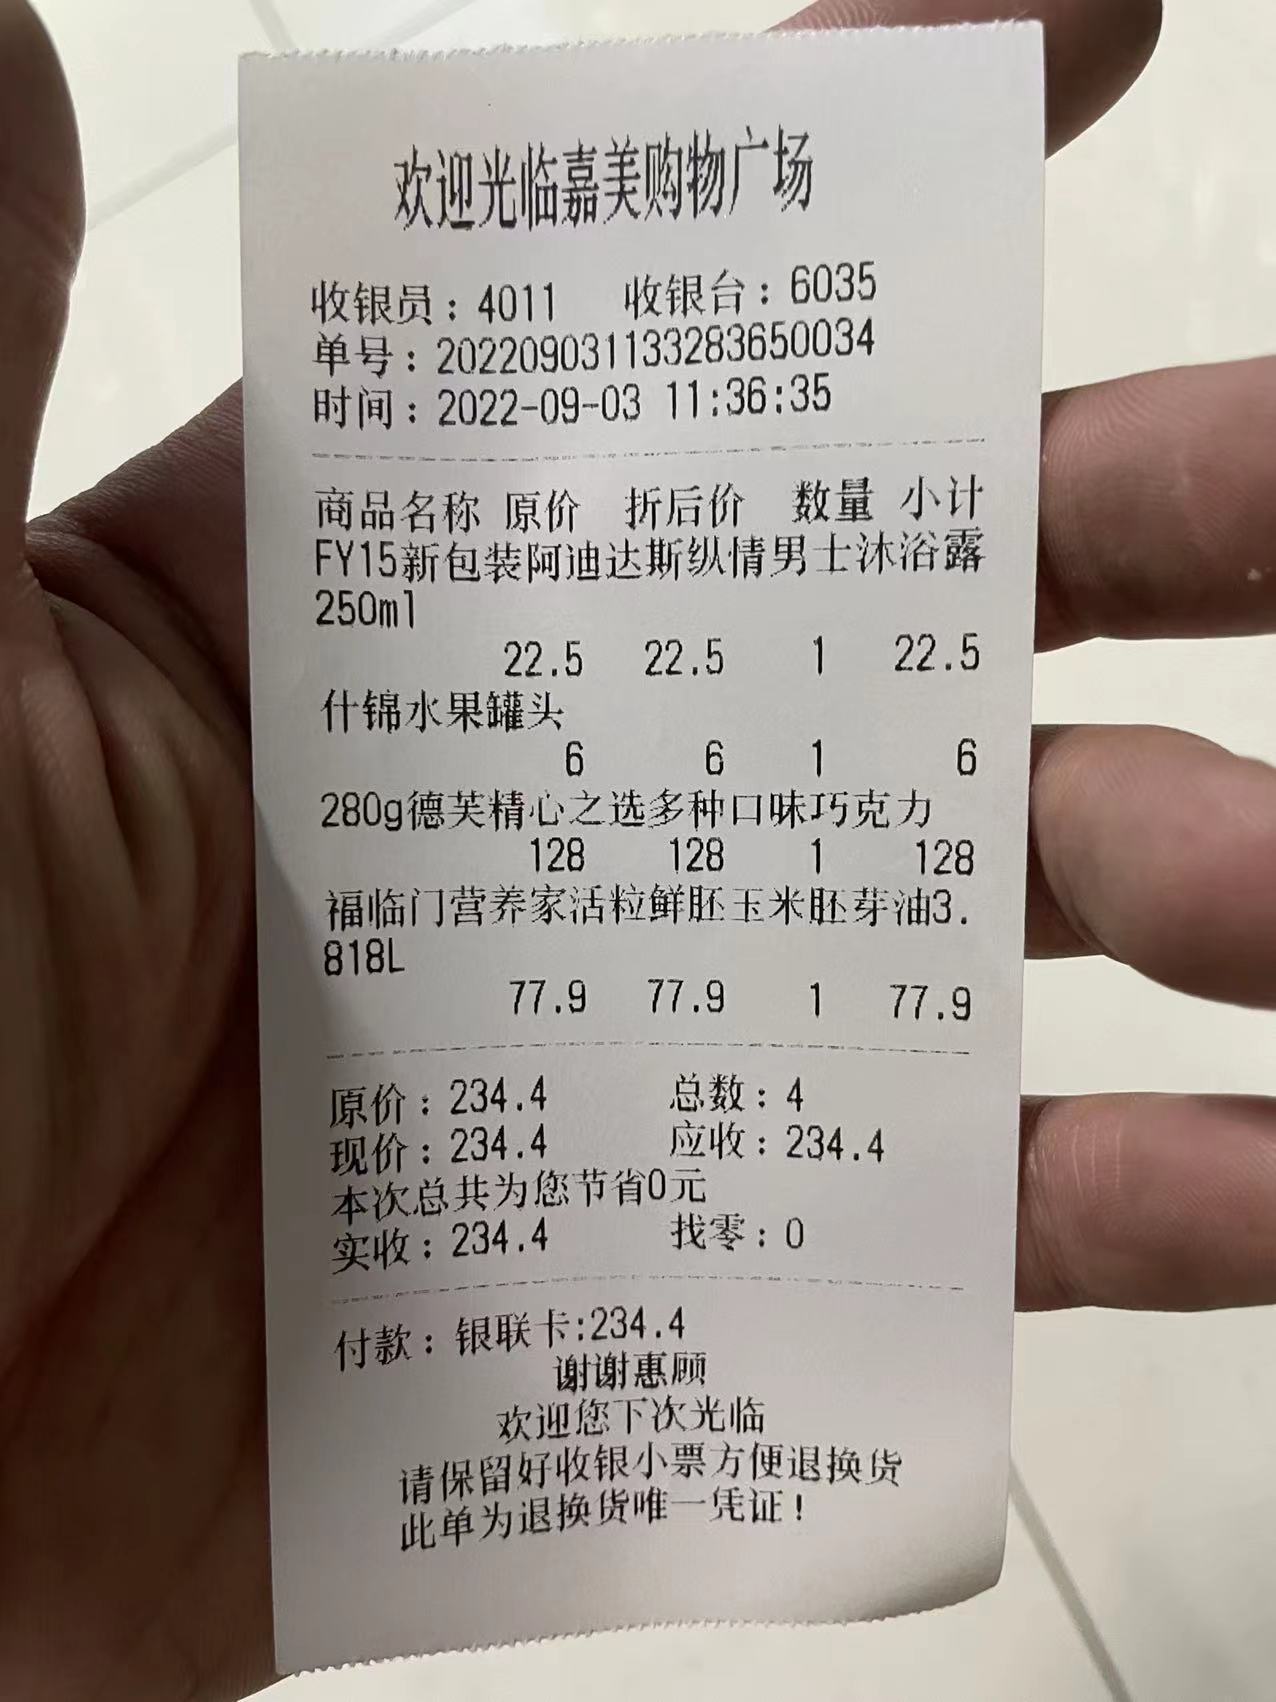 欢迎光临嘉美购物广场
收银员：4011 收银台：6035
单号：202209031133283650034
时间：2022-09-03 11:36:35
商品名称 原价 折后价 数量 小计
FY15新包装阿迪达斯纵情男士沐浴露
250ml
22.5 22.5 1 22.5
什锦水果罐头
6 6 1 6
280g德芙精心之选多种口味巧克力
128 128 1 128
福临门营养家活粒鲜胚玉米胚芽油3.
818L
77.9 77.9 1 77.9
原价：234.4 总数：4
现价：234.4 应收：234.4
本次总共为您节省0元
实收：234.4 找零：0
付款：银联卡:234.4
谢谢惠顾
欢迎您下次光临
请保留好收银小票方便退换货
此单为退换货唯一凭证！